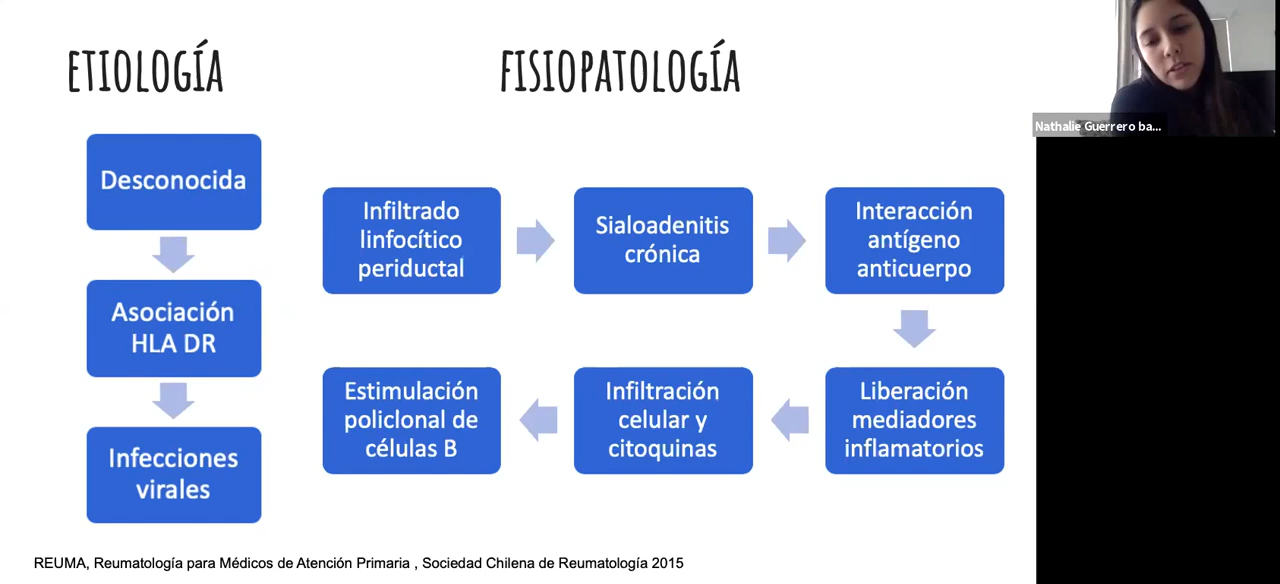 ETIOLOGÍA
FISIOPATOLOGÍA
Nathalie Guerrero ba...
Desconocida
Asociación
HLA DR
Infecciones
virales
Infiltrado
linfocítico
periductal
Sialoadenitis
crónica
Interacción
antígeno
anticuerpo
Liberación
mediadores
inflamatorios
Infiltración
celular y
citoquinas
Estimulación
policlonal de
células B
REUMA, Reumatología para Médicos de Atención Primaria , Sociedad Chilena de Reumatología 2015